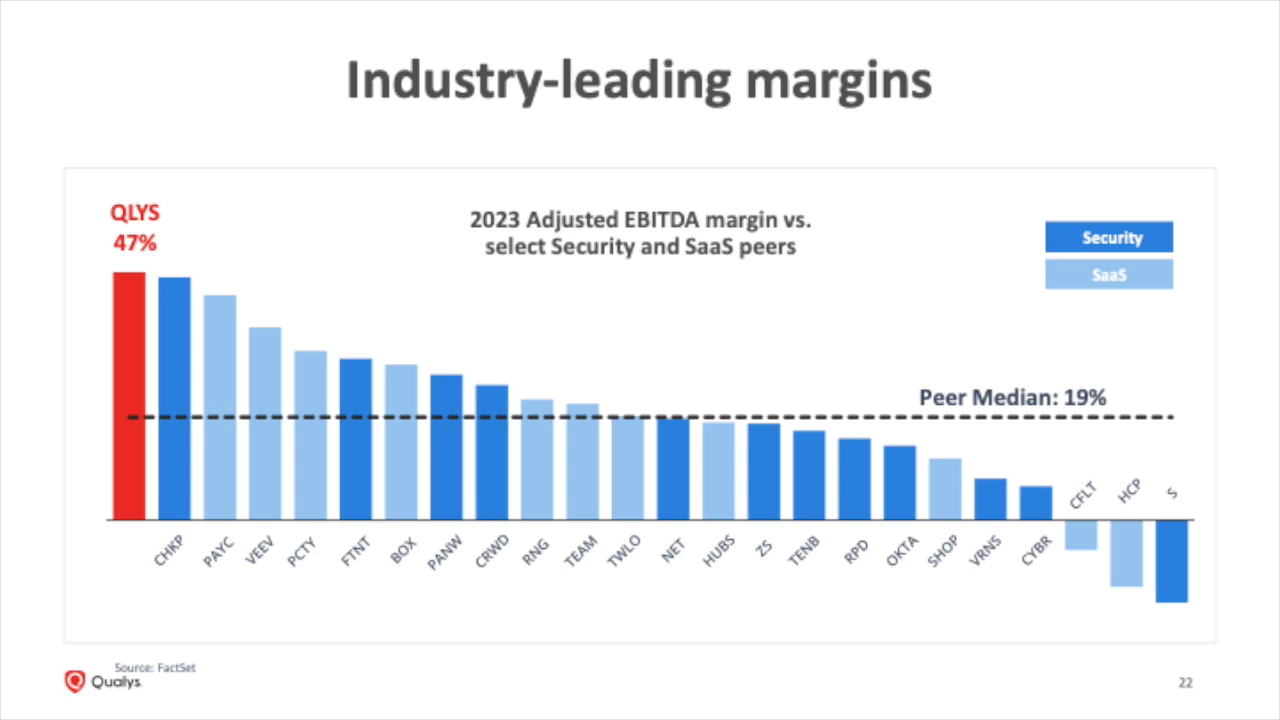 Industry-leading margins
QLYS
47%
2023 Adjusted EBITDA margin vs.
select Security and SaaS peers
Security
SaaS
Peer Median: 19%
CHKP
PAYC
VEEV
PCTY
FTNT
BOX
PANW
CRWD
RNG
TEAM
TWLO
NET
HUBS
ZS
TENB
RPD
OKTA
SHOP
VRNS
CYBR
CFLT
HCP
S
Source: FactSet
Qualys
22